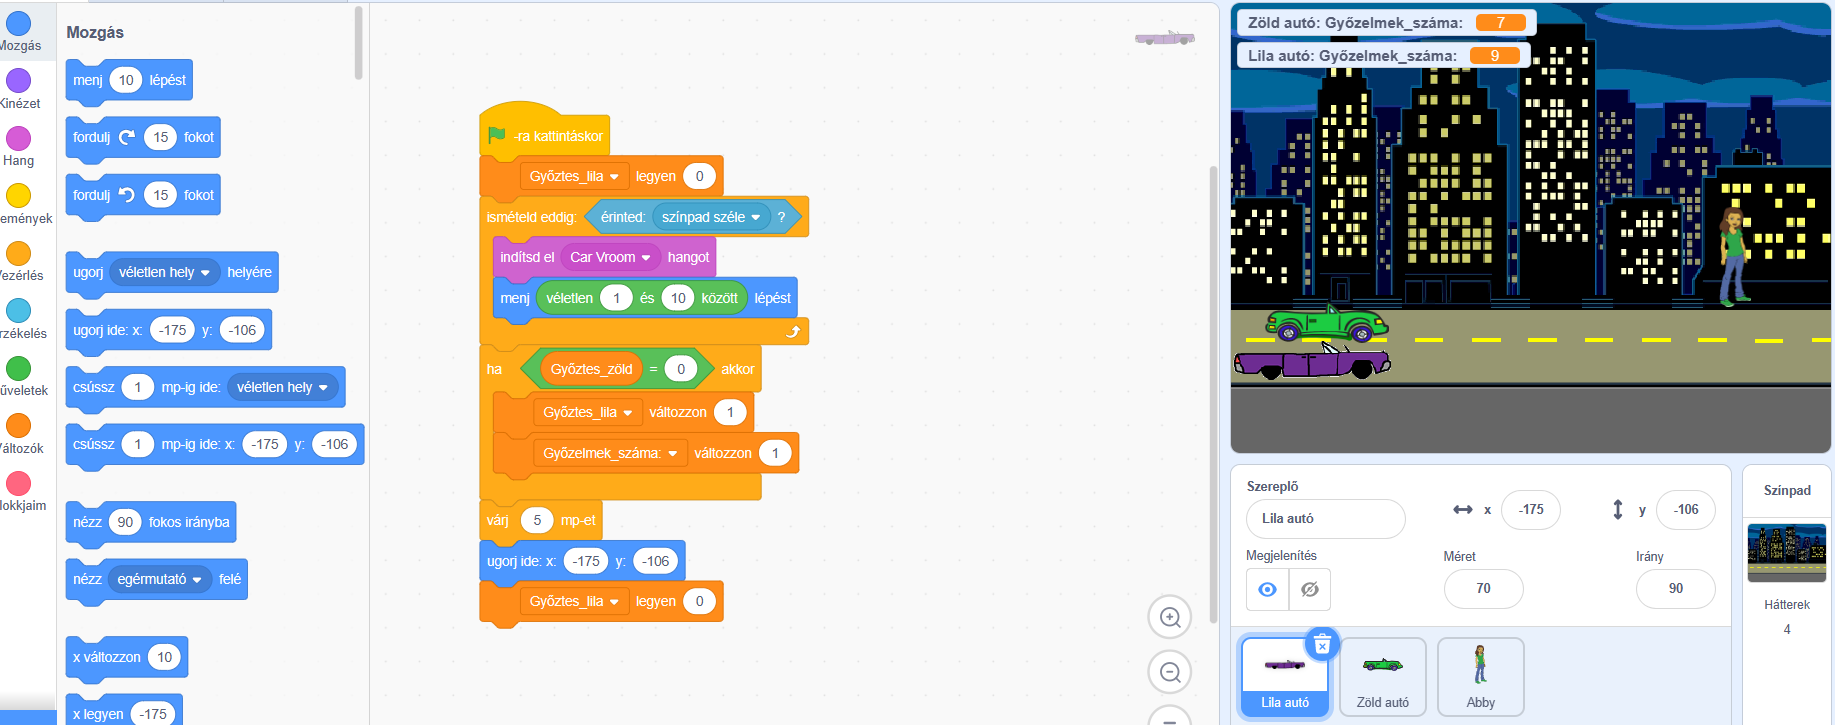 Mozgás
Kinézet
Hang
Vezérlés
Változók
Mozgás
menj 10 lépést
fordulj 15 fokot
fordulj 15 fokot
ugorj véletlen hely helyére
ugorj ide: x: -175 y: -106
csússz 1 mp-ig ide: véletlen hely
csússz 1 mp-ig ide: x: -175 y: -106
nézz 90 fokos irányba
nézz egérmutató felé
x változzon 10
x legyen -175
-ra kattintáskor
Győztes_lila legyen 0
ismételd eddig: érinted: színpad széle ?
indítsd el Car Vroom hangot
menj véletlen 1 és 10 között lépést
ha Győztes_zöld = 0 akkor
Győztes_lila változzon 1
Győzelmek_száma: változzon 1
várj 5 mp-et
ugorj ide: x: -175 y: -106
Győztes_lila legyen 0
Zöld autó: Győzelmek_száma: 7
Lila autó: Győzelmek_száma: 9
Szereplő
Lila autó
x -175
y -106
Megjelenítés
Méret
70
Irány
90
Lila autó
Zöld autó
Abby
Színpad
Hátterek
4